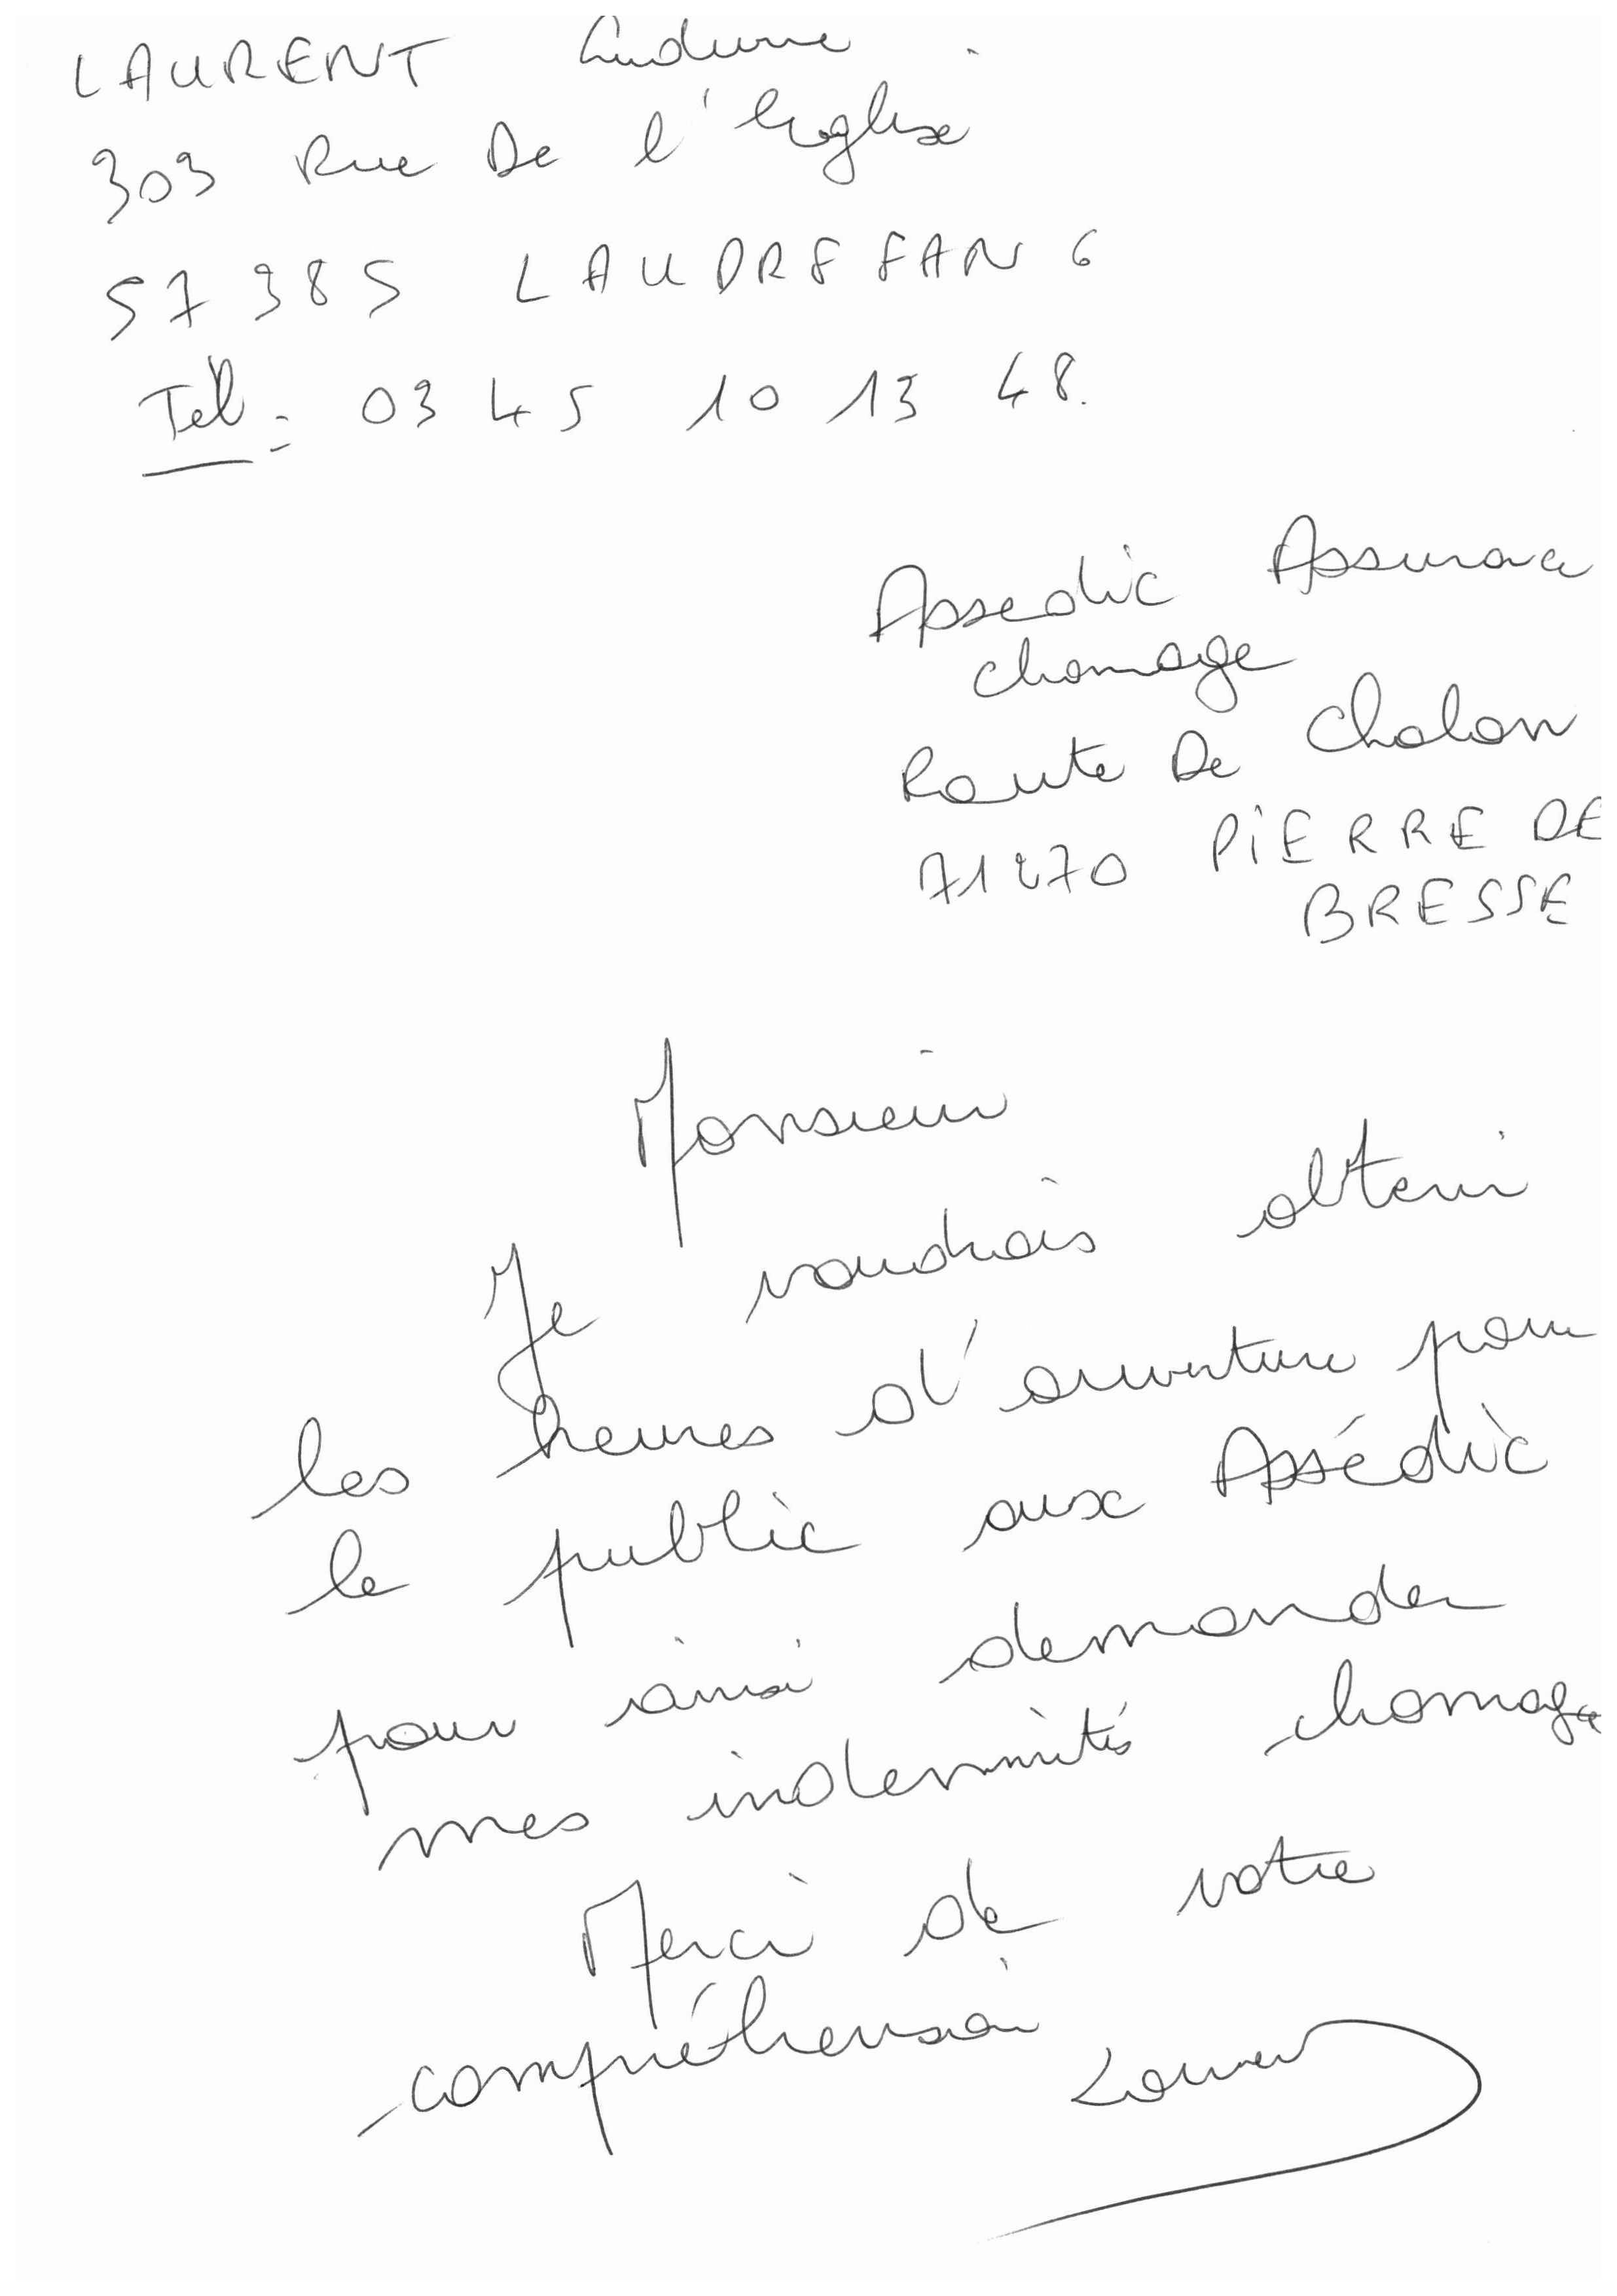 LAURENT Ludivine
303 Rue De l'église
57385 LAUDREFANG
Tel : 03 45 10 13 48.
Assedic Assurance
chomage
Route De Chalon
71270 PIERRE DE
BRESSE
Monsieur
Je voudrais obtenir
les heures d'ouverture pour
le public aux Assédic
pour ainsi demander
mes indemnités chomage
Merci de votre
compréhension
Laurent